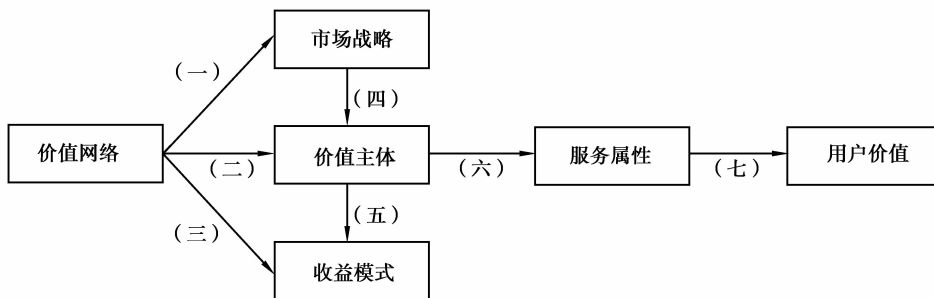 市场战略
（一）
（四）
价值网络
（二）
价值主体
（六）
服务属性
（七）
用户价值
（三）
（五）
收益模式